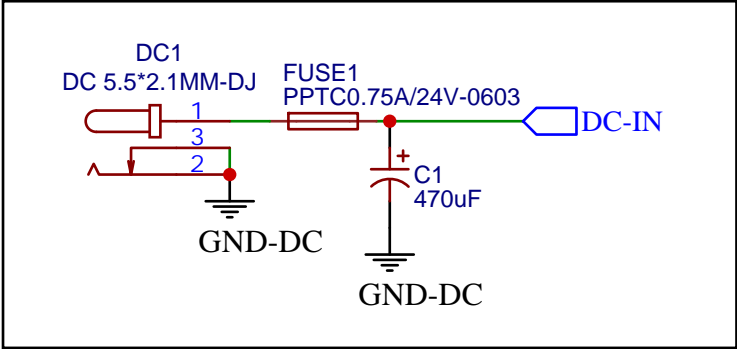 DC1
DC 5.5*2.1MM-DJ
FUSE1
PPTC0.75A/24V-0603
1
3
2
DC-IN
+
C1
470uF
GND-DC
GND-DC